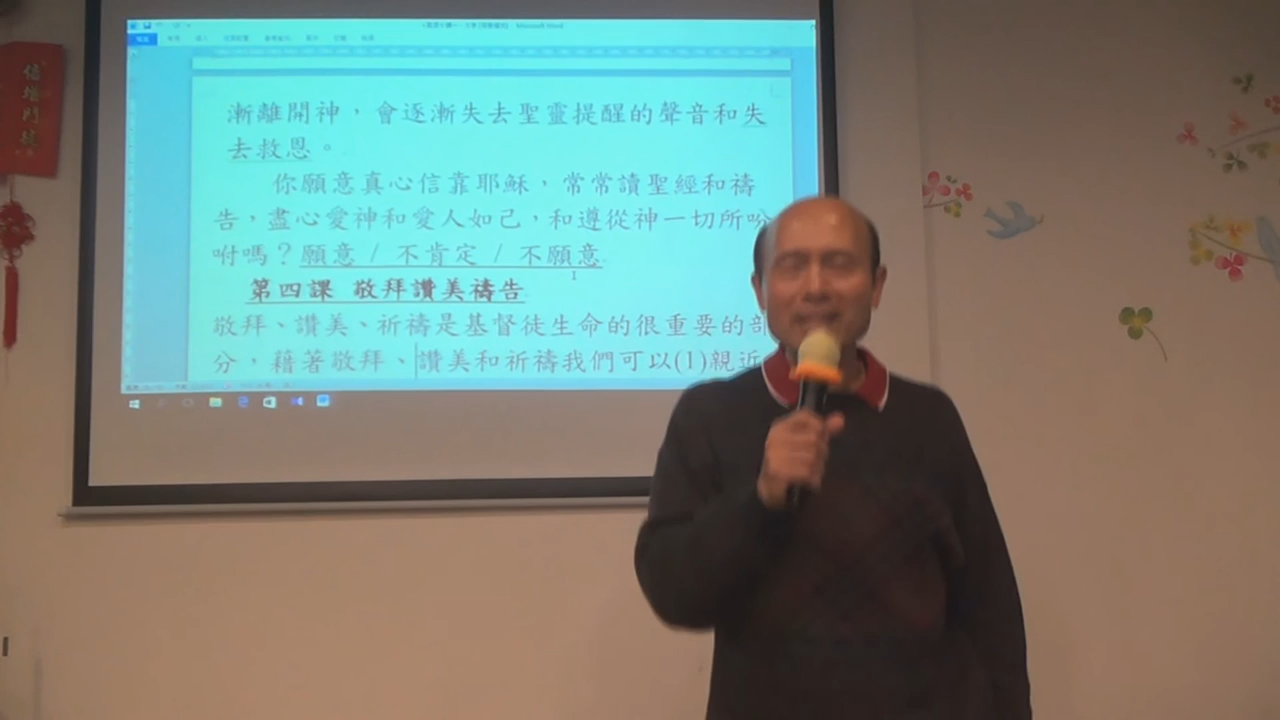 漸離開神，會逐漸失去聖靈提醒的聲音和失
去救恩。
你願意真心信靠耶穌，常常讀聖經和禱
告，盡心愛神和愛人如己，和遵從神一切所吩
咐嗎？願意 / 不肯定 / 不願意
第四課 敬拜讚美禱告
敬拜、讚美、祈禱是基督徒生命的很重要的部
分，藉著敬拜、讚美和祈禱我們可以(1)親近